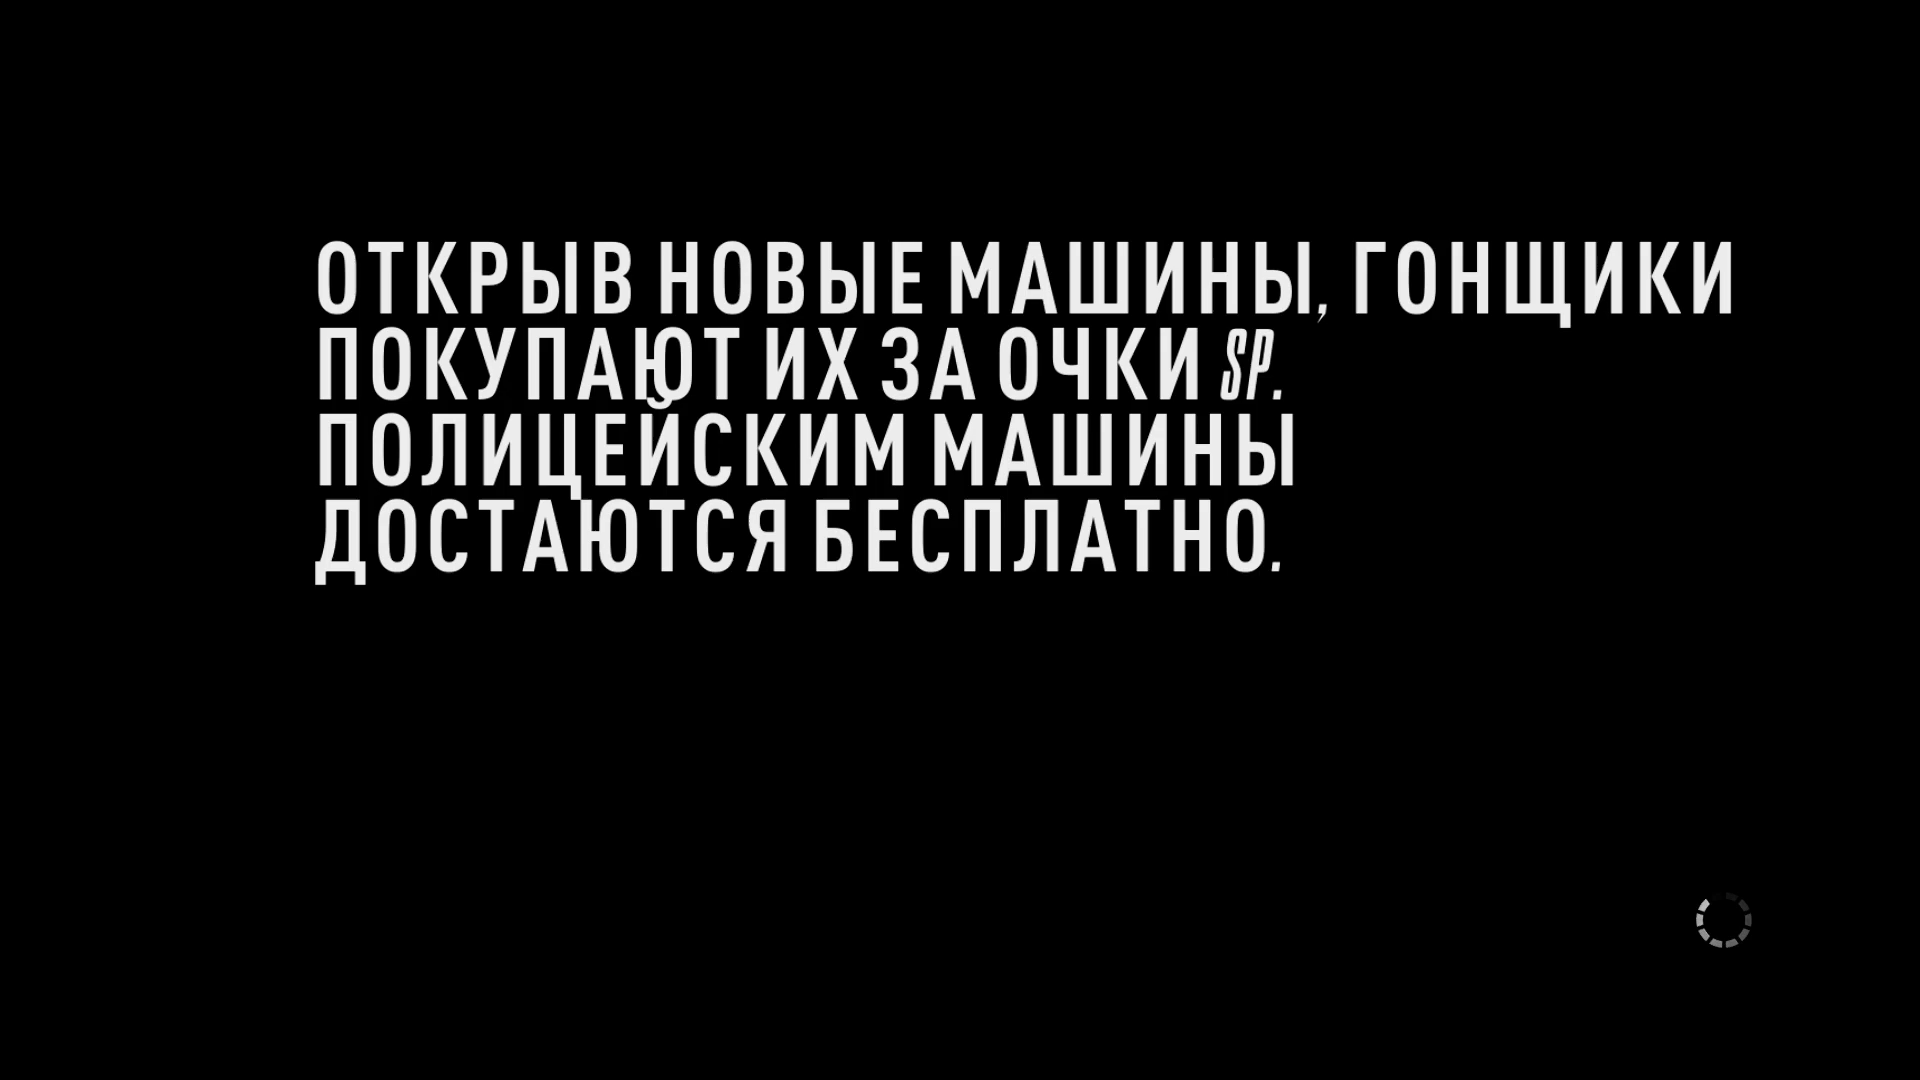 ОТКРЫВ НОВЫЕ МАШИНЫ, ГОНЩИКИ
ПОКУПАЮТ ИХ ЗА ОЧКИ SP.
ПОЛИЦЕЙСКИМ МАШИНЫ
ДОСТАЮТСЯ БЕСПЛАТНО.